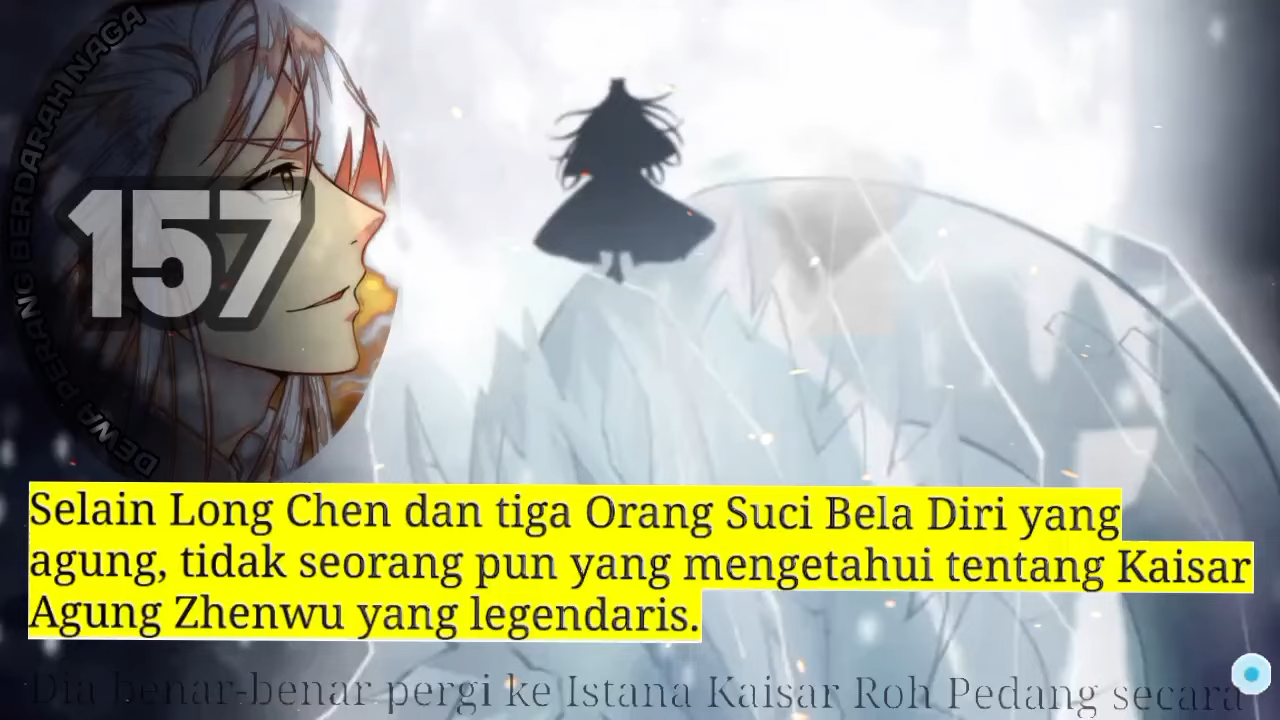 DEWA PERANG BERDARAH NAGA
157
Selain Long Chen dan tiga Orang Suci Bela Diri yang
agung, tidak seorang pun yang mengetahui tentang Kaisar
Agung Zhenwu yang legendaris.
Dia benar-benar pergi ke Istana Kaisar Roh Pedang secara